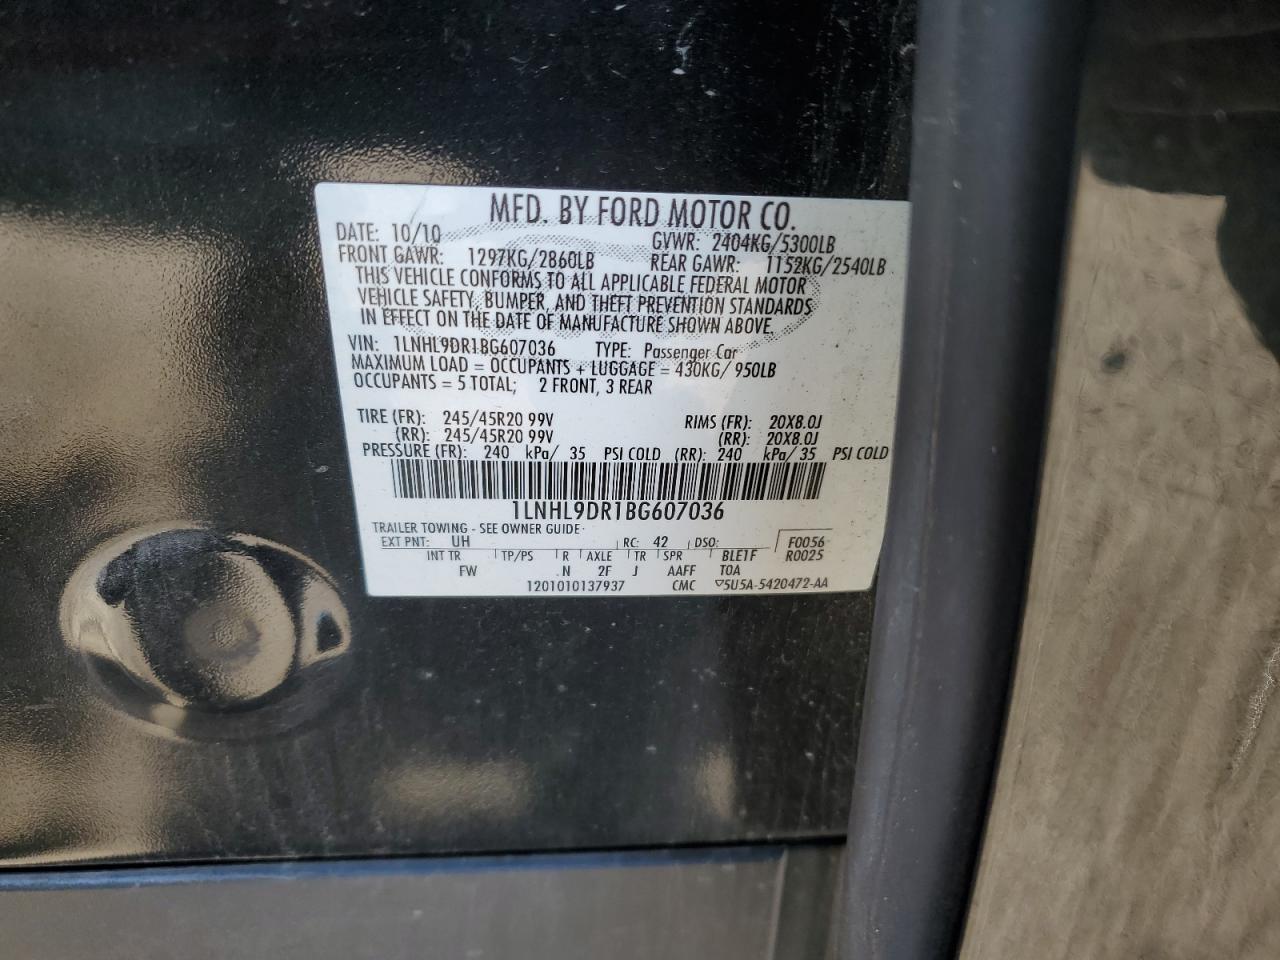 MFD. BY FORD MOTOR CO.
DATE: 10/10 GVWR: 2404KG/5300LB
FRONT GAWR: 1297KG/2860LB REAR GAWR: 1152KG/2540LB
THIS VEHICLE CONFORMS TO ALL APPLICABLE FEDERAL MOTOR
VEHICLE SAFETY, BUMPER, AND THEFT PREVENTION STANDARDS
IN EFFECT ON THE DATE OF MANUFACTURE SHOWN ABOVE.
VIN: 1LNHL9DR1BG607036 TYPE: Passenger Car
MAXIMUM LOAD = OCCUPANTS + LUGGAGE = 430KG/ 950LB
OCCUPANTS = 5 TOTAL; 2 FRONT, 3 REAR
TIRE (FR): 245/45R20 99V RIMS (FR): 20X8.0J
(RR): 245/45R20 99V (RR): 20X8.0J
PRESSURE (FR): 240 kPa/ 35 PSI COLD (RR): 240 kPa/ 35 PSI COLD
1LNHL9DR1BG607036
TRAILER TOWING - SEE OWNER GUIDE
EXT PNT: UH RC: 42 DSO: F0056
INT TR TP/PS R AXLE TR SPR BLETF R0025
FW N 2F J AAFF TOA
1201010137937 CMC ▽5U5A-5420472-AA